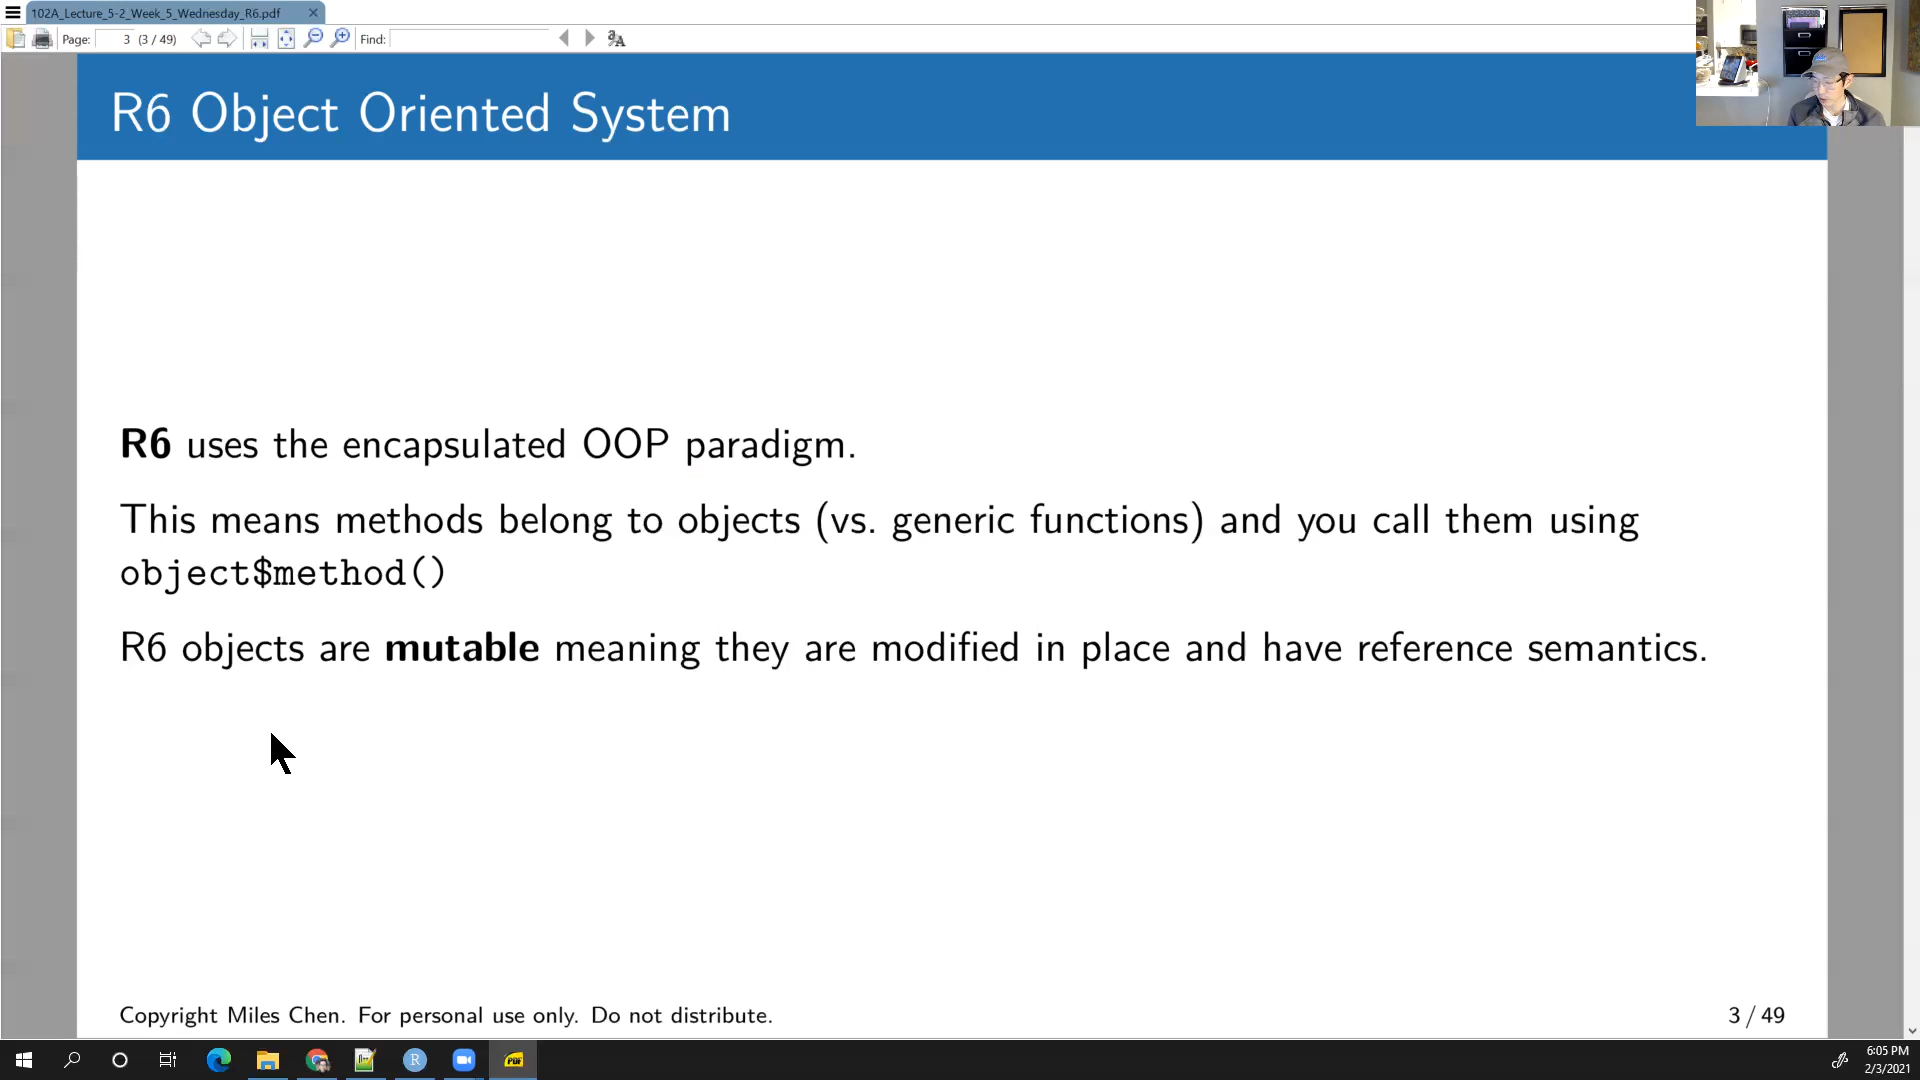 102A_Lecture_5-2_Week_5_Wednesday_R6.pdf
Page: 3 (3 / 49) Find:
R6 Object Oriented System
R6 uses the encapsulated OOP paradigm.
This means methods belong to objects (vs. generic functions) and you call them using
object$method()
R6 objects are mutable meaning they are modified in place and have reference semantics.
Copyright Miles Chen. For personal use only. Do not distribute.
3 / 49
6:05 PM
2/3/2021